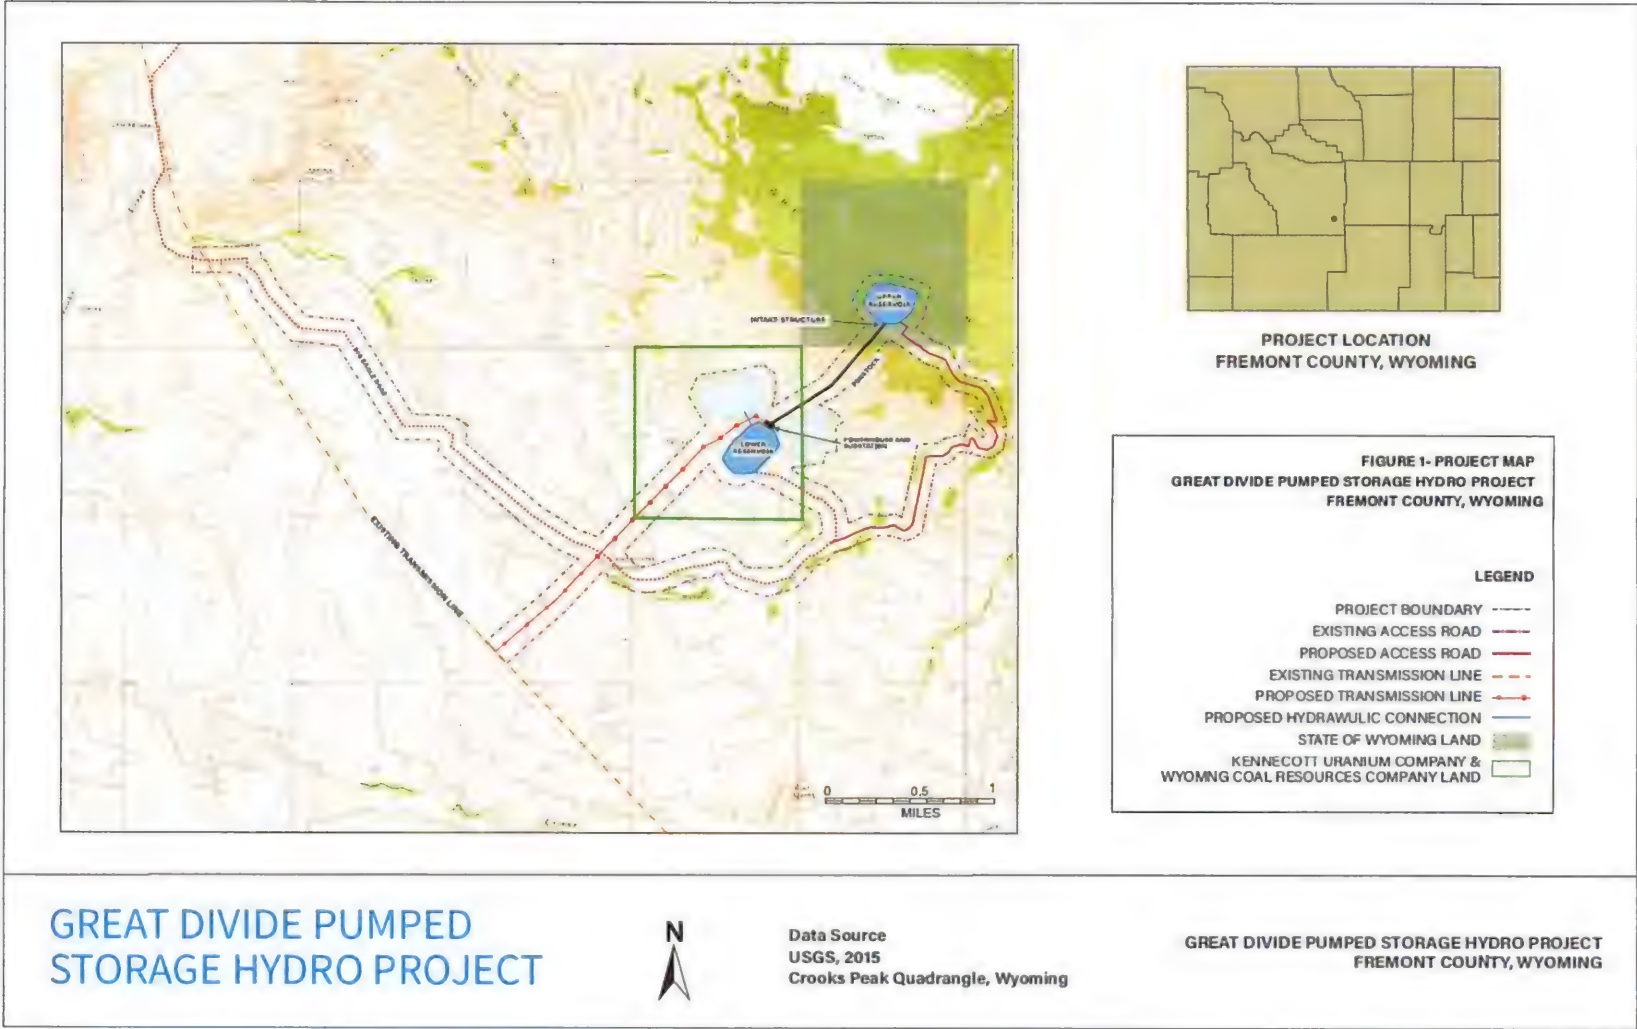 INTAKE STRUCTURE
UPPER
RESERVOIR
PENSTOCK
POWERHOUSE AND
SUBSTATION
LOWER
RESERVOIR
EXISTING TRANSMISSION LINE
0 0.5 1
MILES
PROJECT LOCATION
FREMONT COUNTY, WYOMING
FIGURE 1- PROJECT MAP
GREAT DIVIDE PUMPED STORAGE HYDRO PROJECT
FREMONT COUNTY, WYOMING
LEGEND
PROJECT BOUNDARY
EXISTING ACCESS ROAD
PROPOSED ACCESS ROAD
EXISTING TRANSMISSION LINE
PROPOSED TRANSMISSION LINE
PROPOSED HYDRAWULIC CONNECTION
STATE OF WYOMING LAND
KENNECOTT URANIUM COMPANY &
WYOMNG COAL RESOURCES COMPANY LAND
GREAT DIVIDE PUMPED
STORAGE HYDRO PROJECT
N
Data Source
USGS, 2015
Crooks Peak Quadrangle, Wyoming
GREAT DIVIDE PUMPED STORAGE HYDRO PROJECT
FREMONT COUNTY, WYOMING